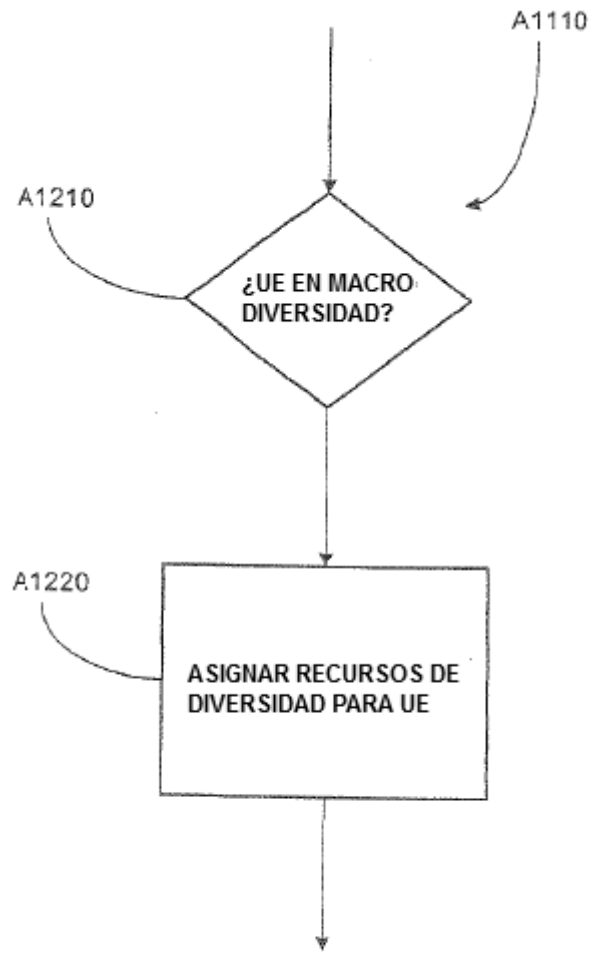 A1110
A1210
¿UE EN MACRO
DIVERSIDAD?
A1220
ASIGNAR RECURSOS DE
DIVERSIDAD PARA UE